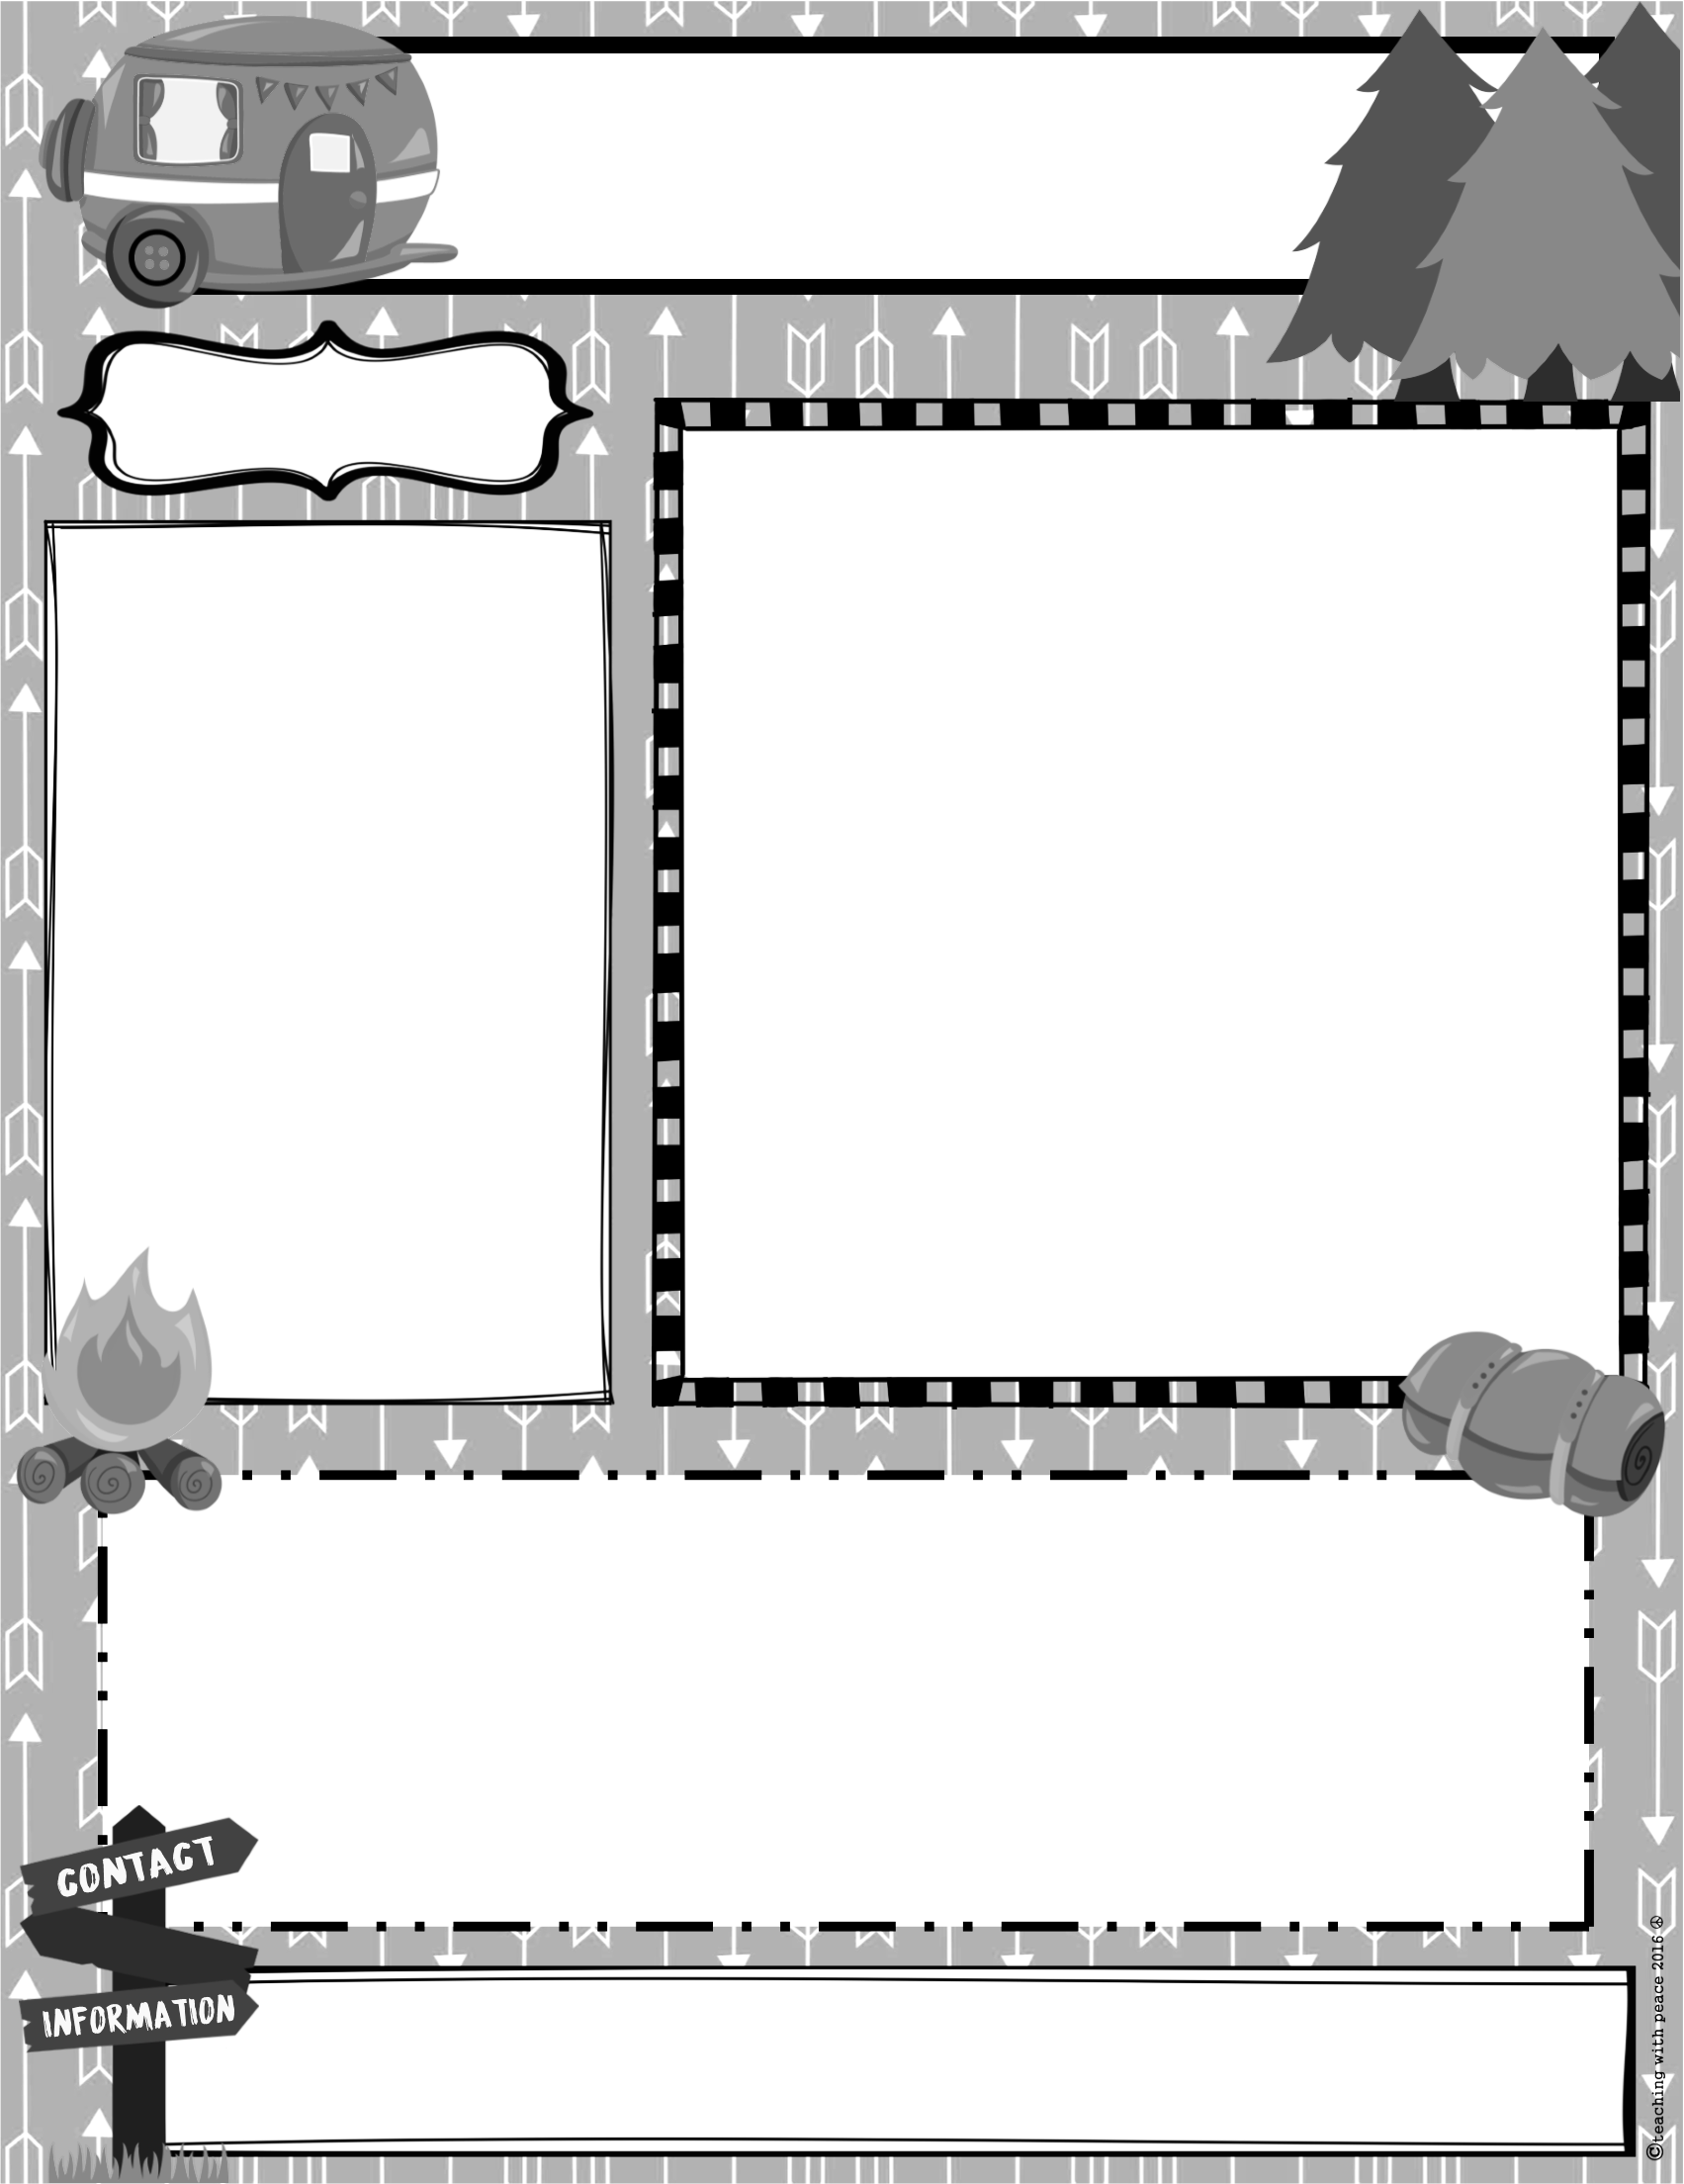 CONTACT
INFORMATION
©teaching with peace 2016☮